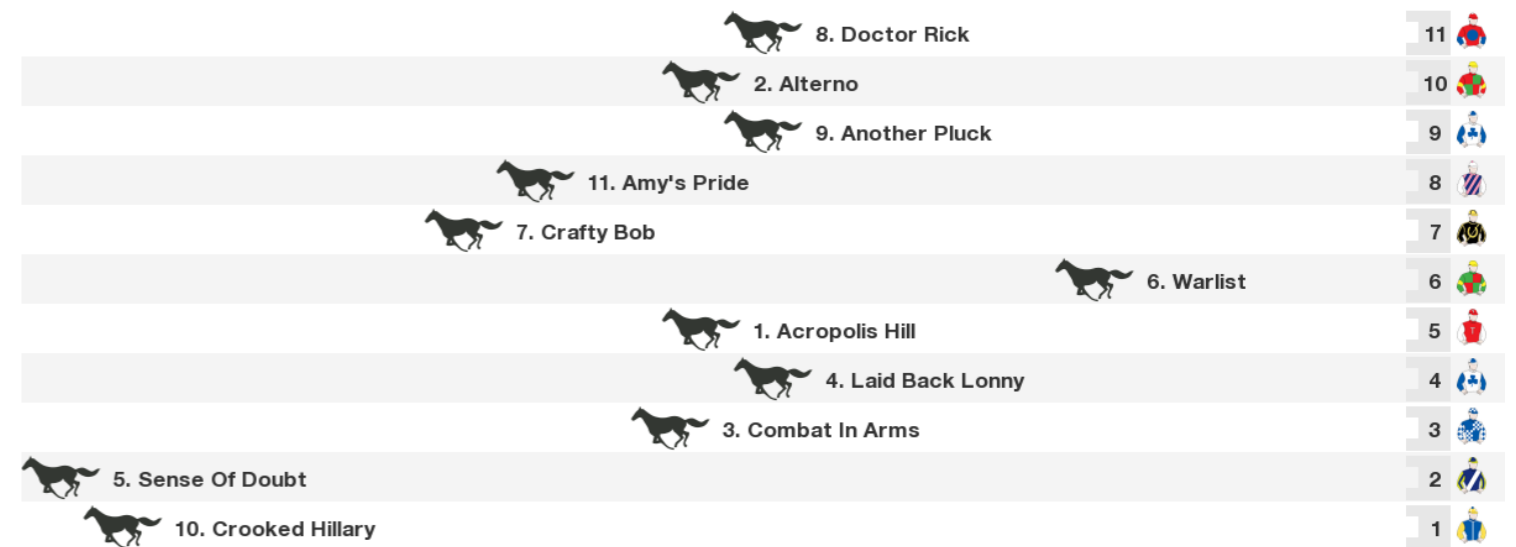 8. Doctor Rick 11
2. Alterno 10
9. Another Pluck 9
11. Amy's Pride 8
7. Crafty Bob 7
6. Warlist 6
1. Acropolis Hill 5 T
4. Laid Back Lonny 4
3. Combat In Arms 3
5. Sense Of Doubt 2
10. Crooked Hillary 1